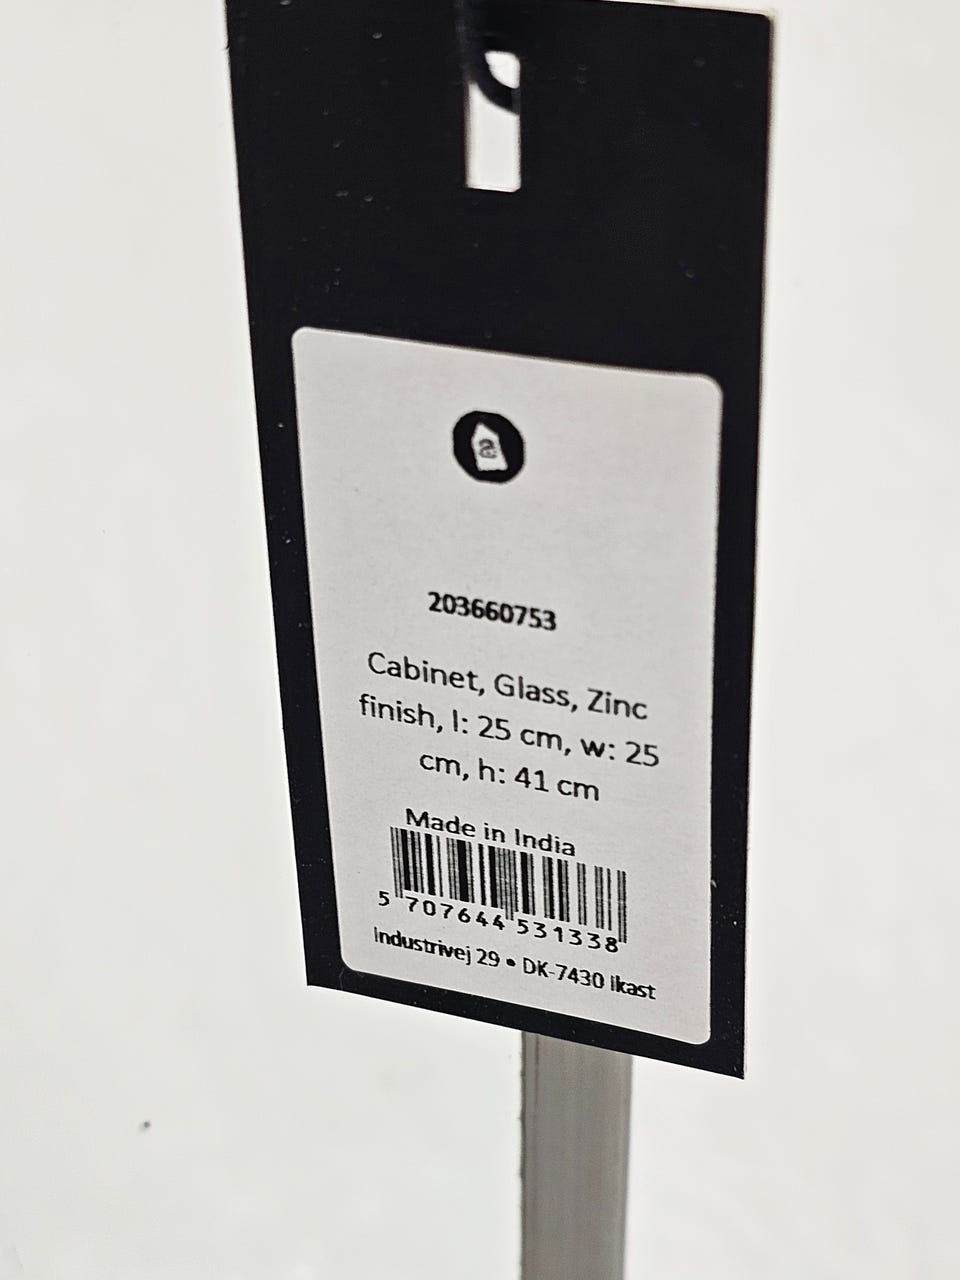 203660753
Cabinet, Glass, Zinc
finish, l: 25 cm, w: 25
cm, h: 41 cm
Made in India
5 707644 531338
Industrivej 29 • DK-7430 Ikast